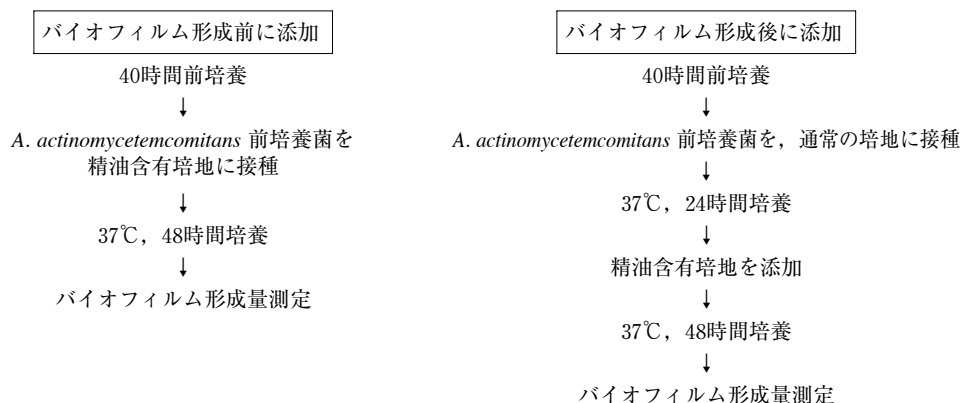 バイオフィルム形成前に添加
40時間前培養
↓
A. actinomycetemcomitans 前培養菌を
精油含有培地に接種
↓
37℃，48時間培養
↓
バイオフィルム形成量測定
バイオフィルム形成後に添加
40時間前培養
↓
A. actinomycetemcomitans 前培養菌を，通常の培地に接種
↓
37℃，24時間培養
↓
精油含有培地を添加
↓
37℃，48時間培養
↓
バイオフィルム形成量測定